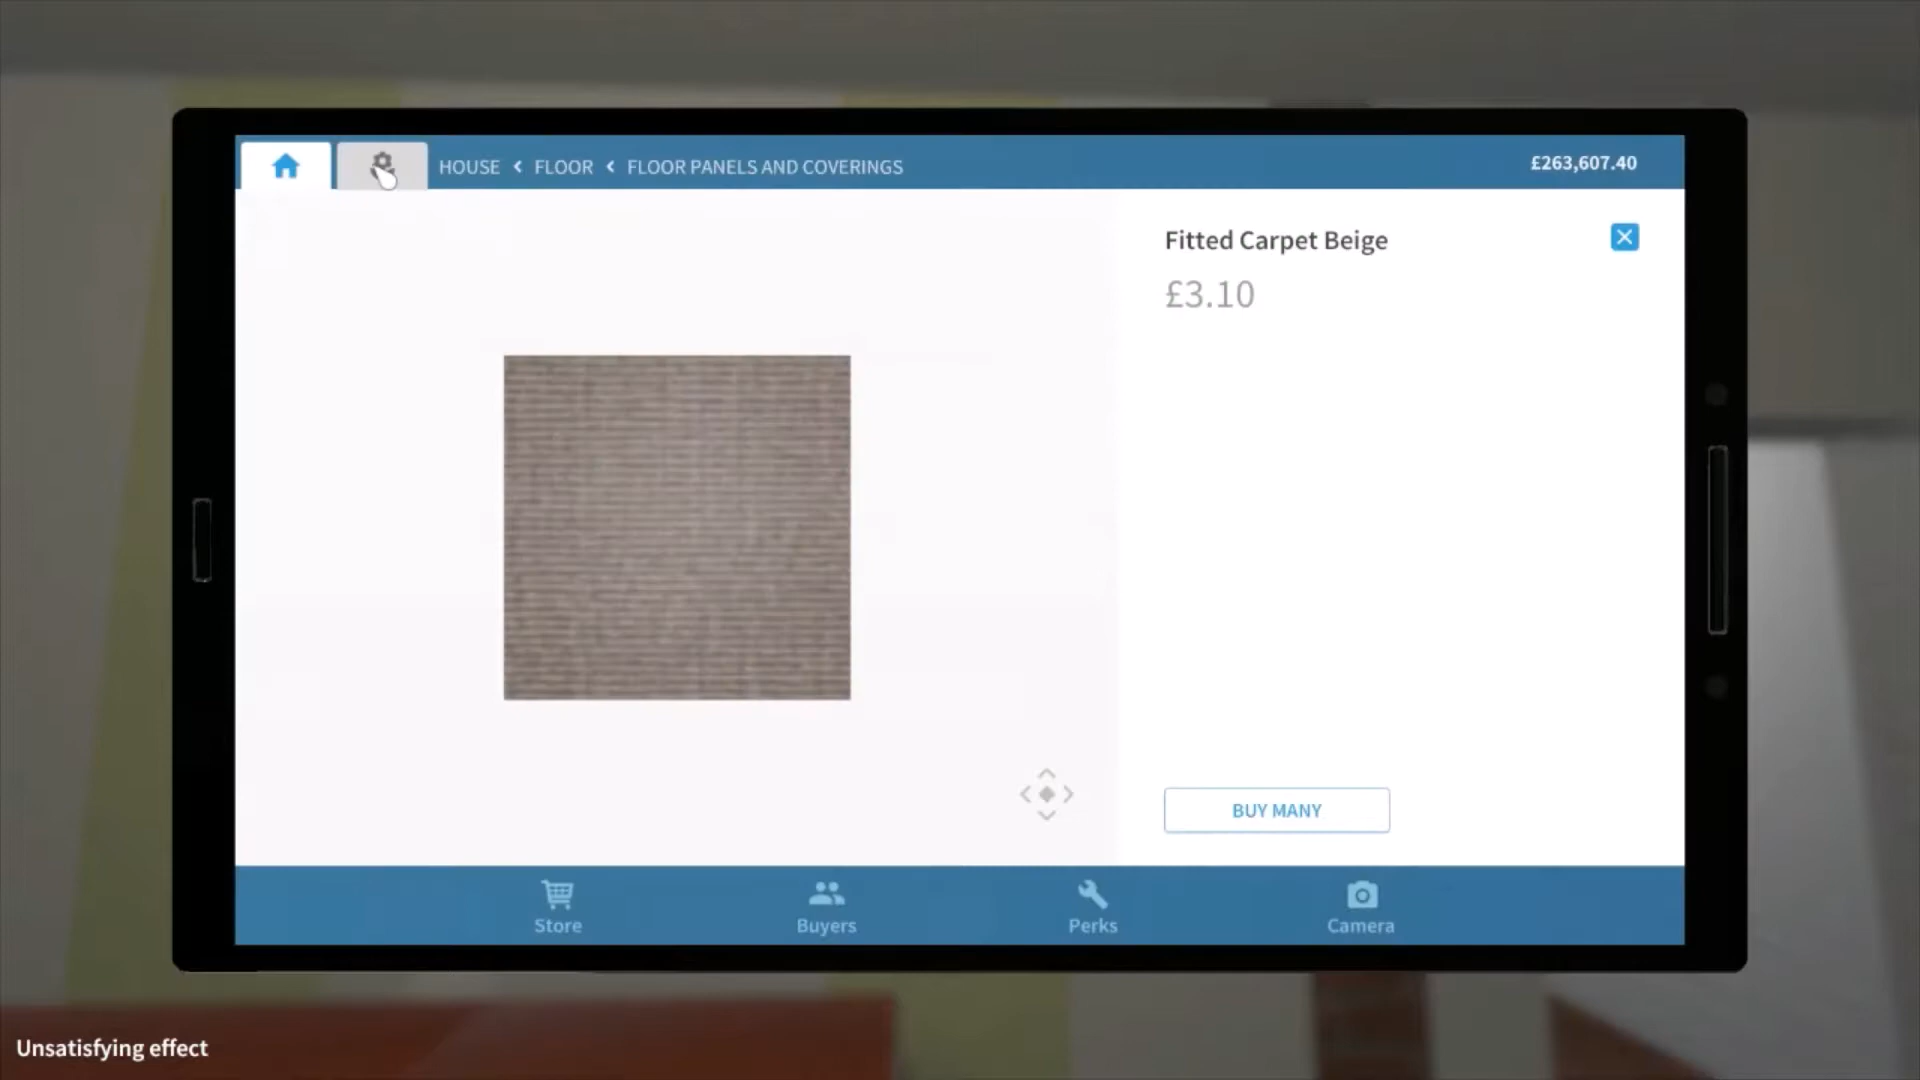 HOUSE < FLOOR < FLOOR PANELS AND COVERINGS
£263,607.40
Fitted Carpet Beige
£3.10
BUY MANY
Store
Buyers
Perks
Camera
Unsatisfying effect